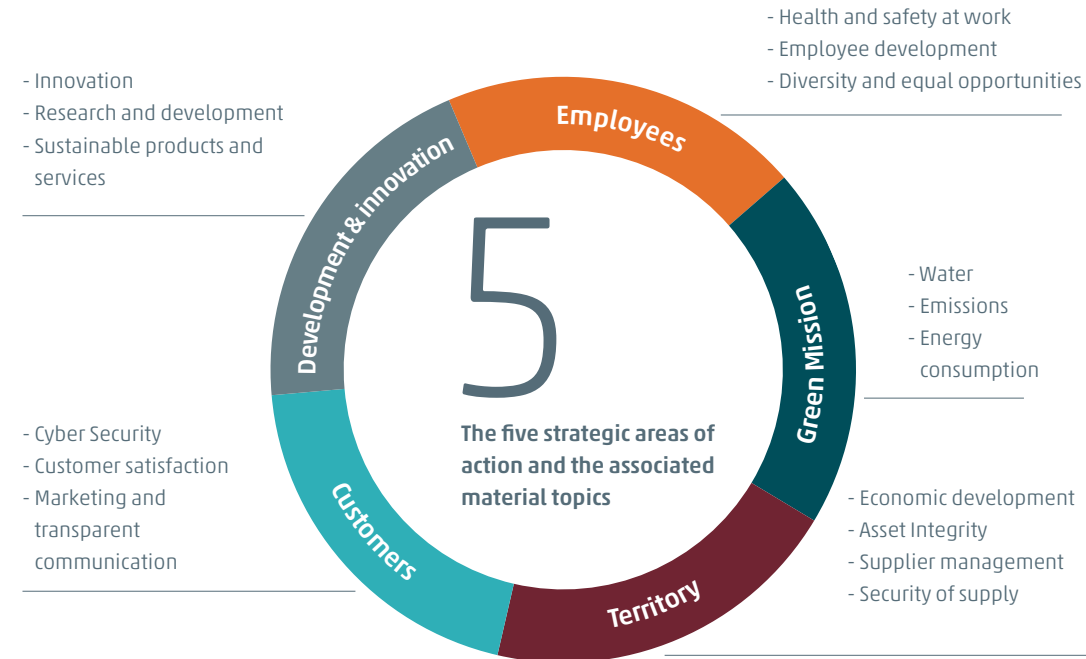 - Health and safety at work
- Employee development
- Diversity and equal opportunities
- Innovation
- Research and development
- Sustainable products and
services
Employees
Development & innovation
Green Mission
Customers
Territory
5
The five strategic areas of
action and the associated
material topics
- Water
- Emissions
- Energy
consumption
- Cyber Security
- Customer satisfaction
- Marketing and
transparent
communication
- Economic development
- Asset Integrity
- Supplier management
- Security of supply